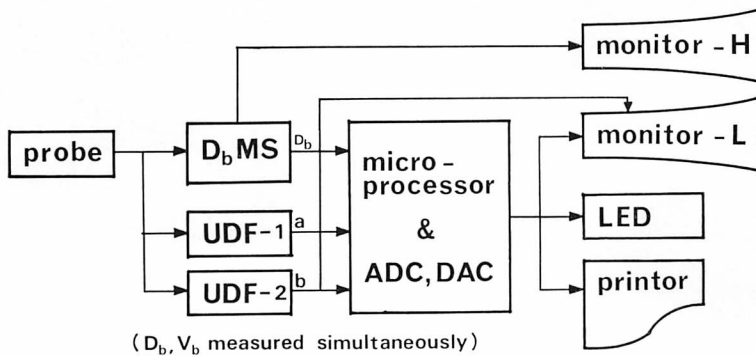 monitor-H
monitor-L
probe
DbMS
Db
micro-
processor
&
ADC, DAC
UDF-1
a
UDF-2
b
LED
printor
(Db, Vb measured simultaneously)